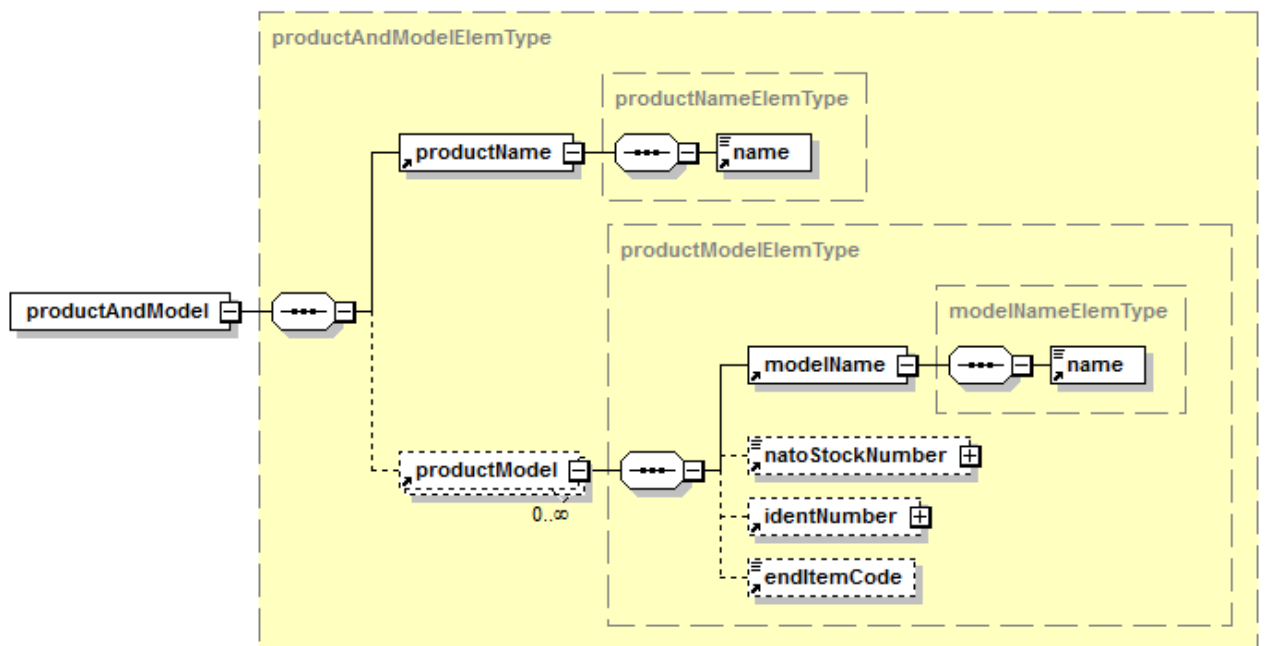 productAndModelElemType
productNameElemType
productName
name
productModelElemType
modelNameElemType
productAndModel
modelName
name
natoStockNumber
productModel
0..∞
identNumber
endItemCode